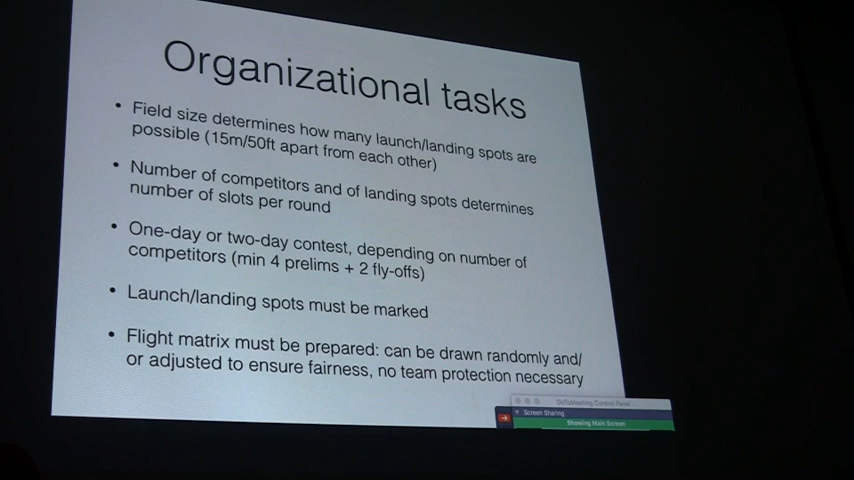 Organizational tasks
• Field size determines how many launch/landing spots are
possible (15m/50ft apart from each other)
• Number of competitors and of landing spots determines
number of slots per round
• One-day or two-day contest, depending on number of
competitors (min 4 prelims + 2 fly-offs)
• Launch/landing spots must be marked
• Flight matrix must be prepared: can be drawn randomly and/
or adjusted to ensure fairness, no team protection necessary
GoToMeeting Control Panel
Screen Sharing
Showing Main Screen